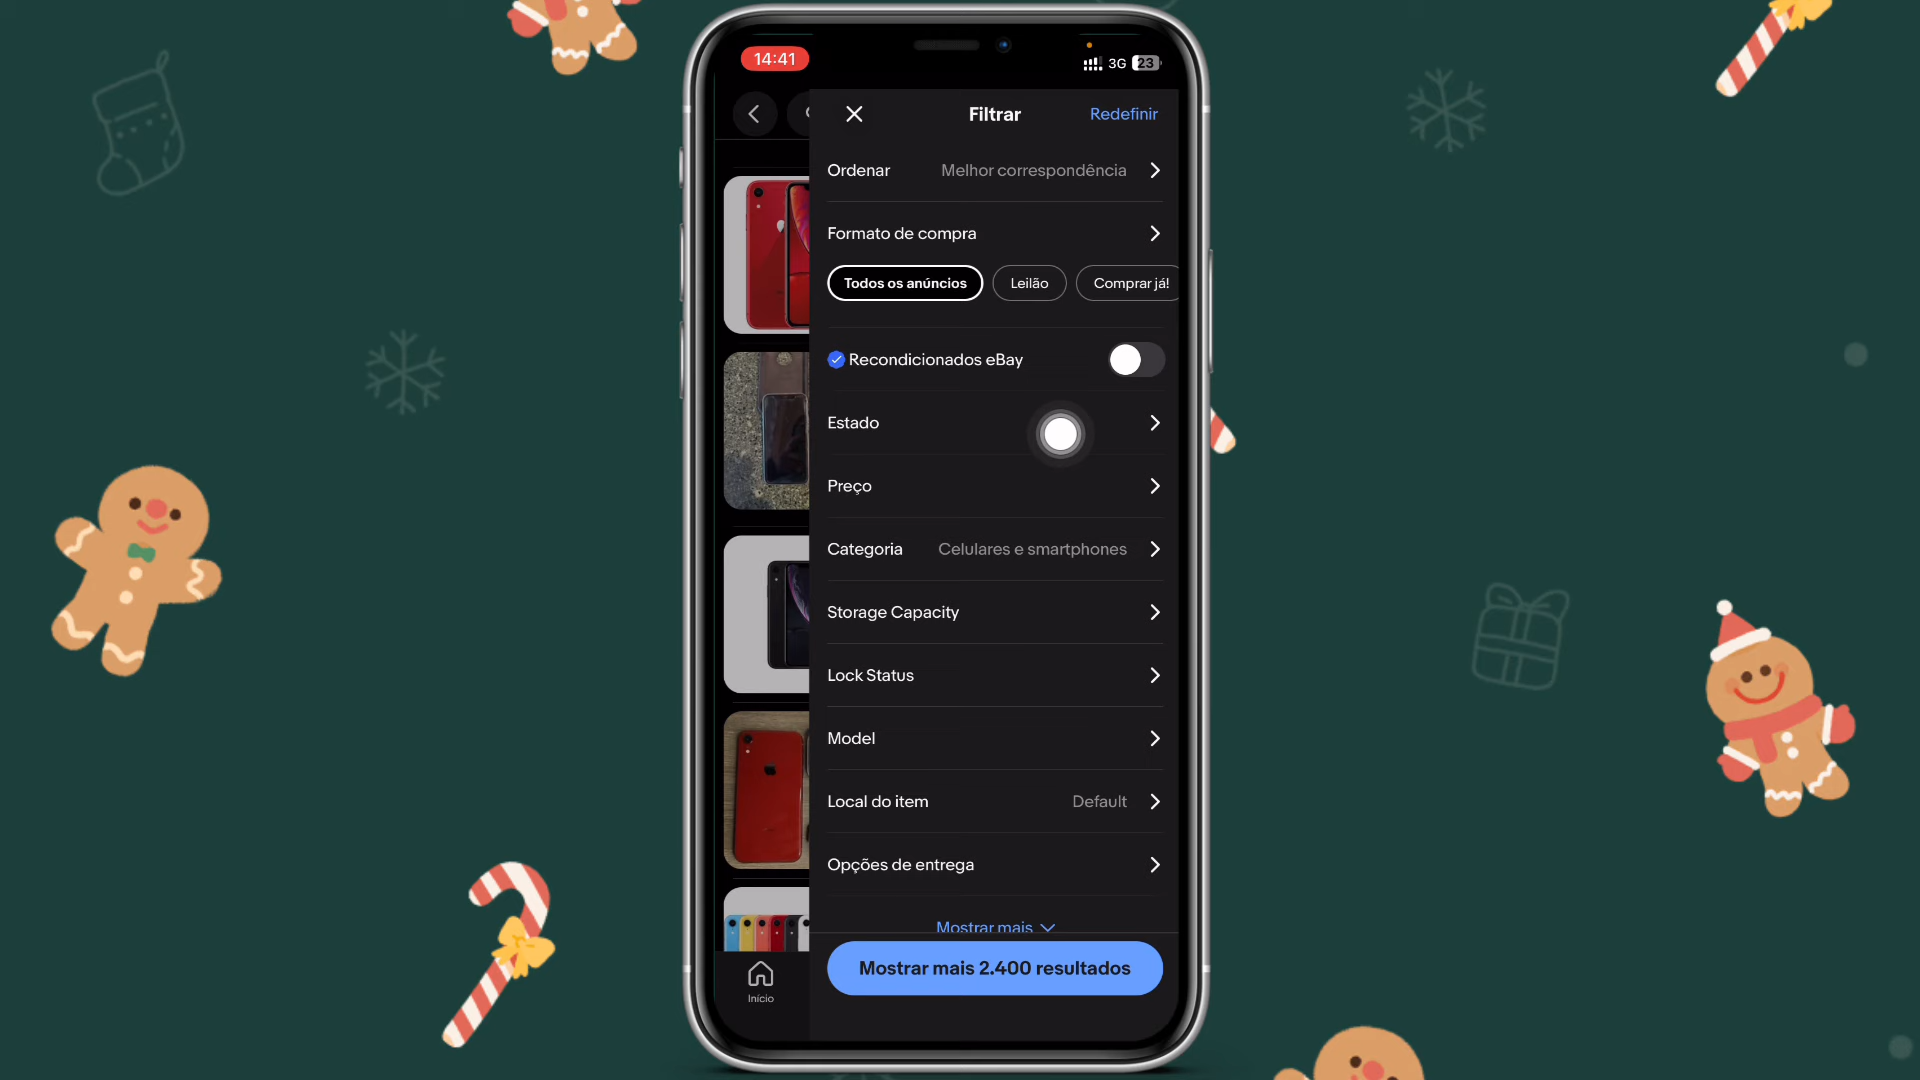 14:41
3G 23
Filtrar
Redefinir
Ordenar
Melhor correspondência
Formato de compra
Todos os anúncios
Leilão
Comprar já!
Recondicionados eBay
Estado
Preço
Categoria
Celulares e smartphones
Storage Capacity
Lock Status
Model
Local do item
Default
Opções de entrega
Mostrar mais
Mostrar mais 2.400 resultados
Início